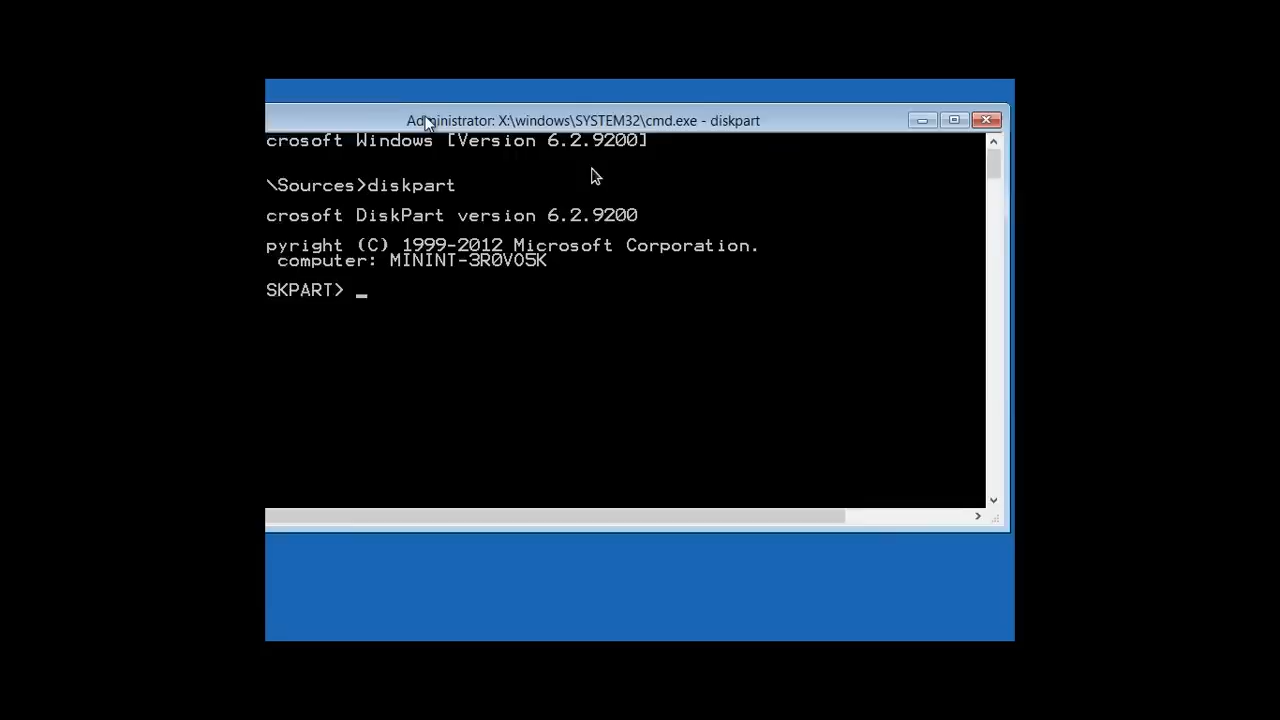 Administrator: X:\windows\SYSTEM32\cmd.exe - diskpart
crosoft Windows [Version 6.2.9200]
\Sources>diskpart
crosoft DiskPart version 6.2.9200
pyright (C) 1999-2012 Microsoft Corporation.
computer: MININT-3R0VO5K
SKPART> _